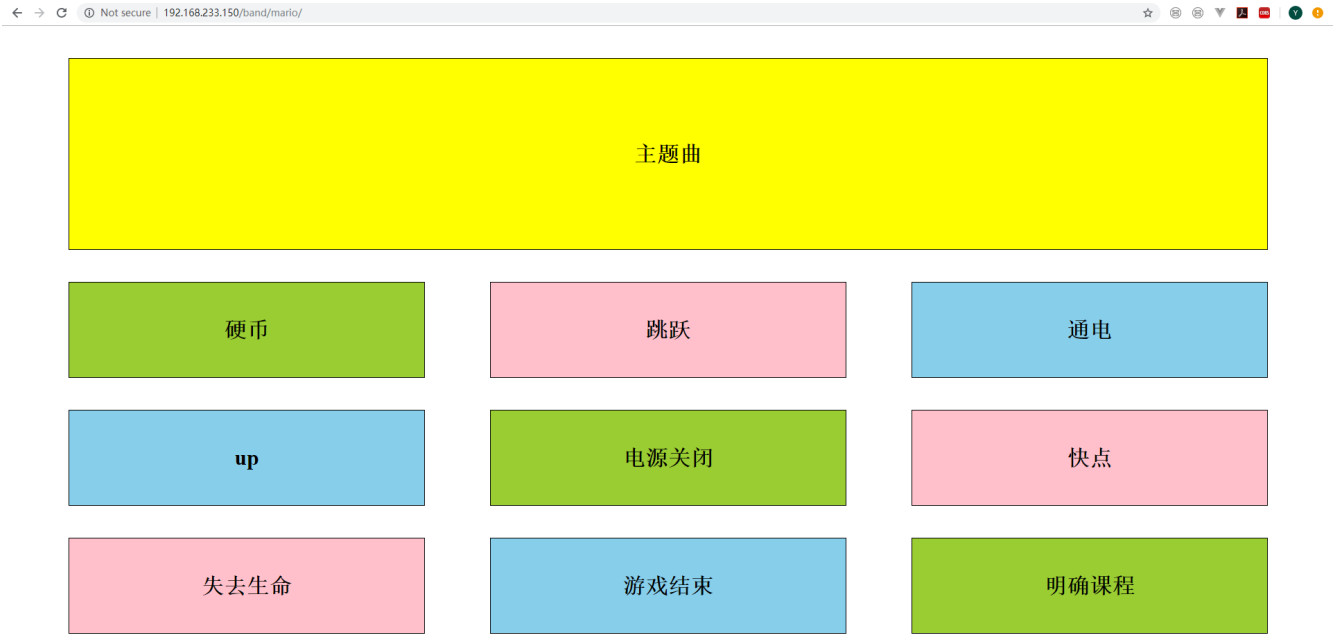 Not secure | 192.168.233.150/band/mario/
主题曲
硬币
跳跃
通电
up
电源关闭
快点
失去生命
游戏结束
明确课程